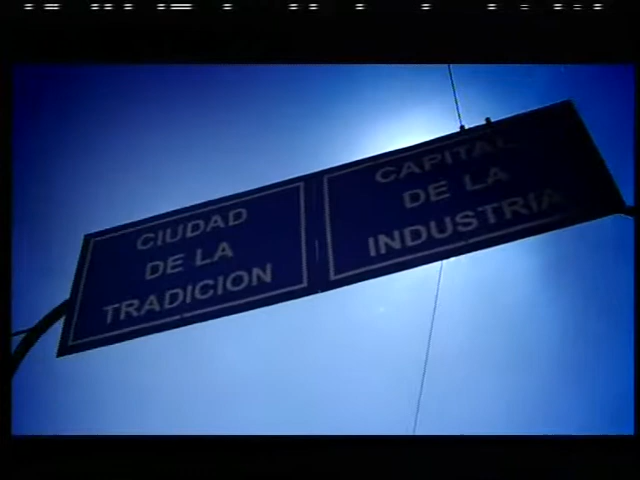 CIUDAD
DE LA
TRADICION
CAPITAL
DE LA
INDUSTRIA